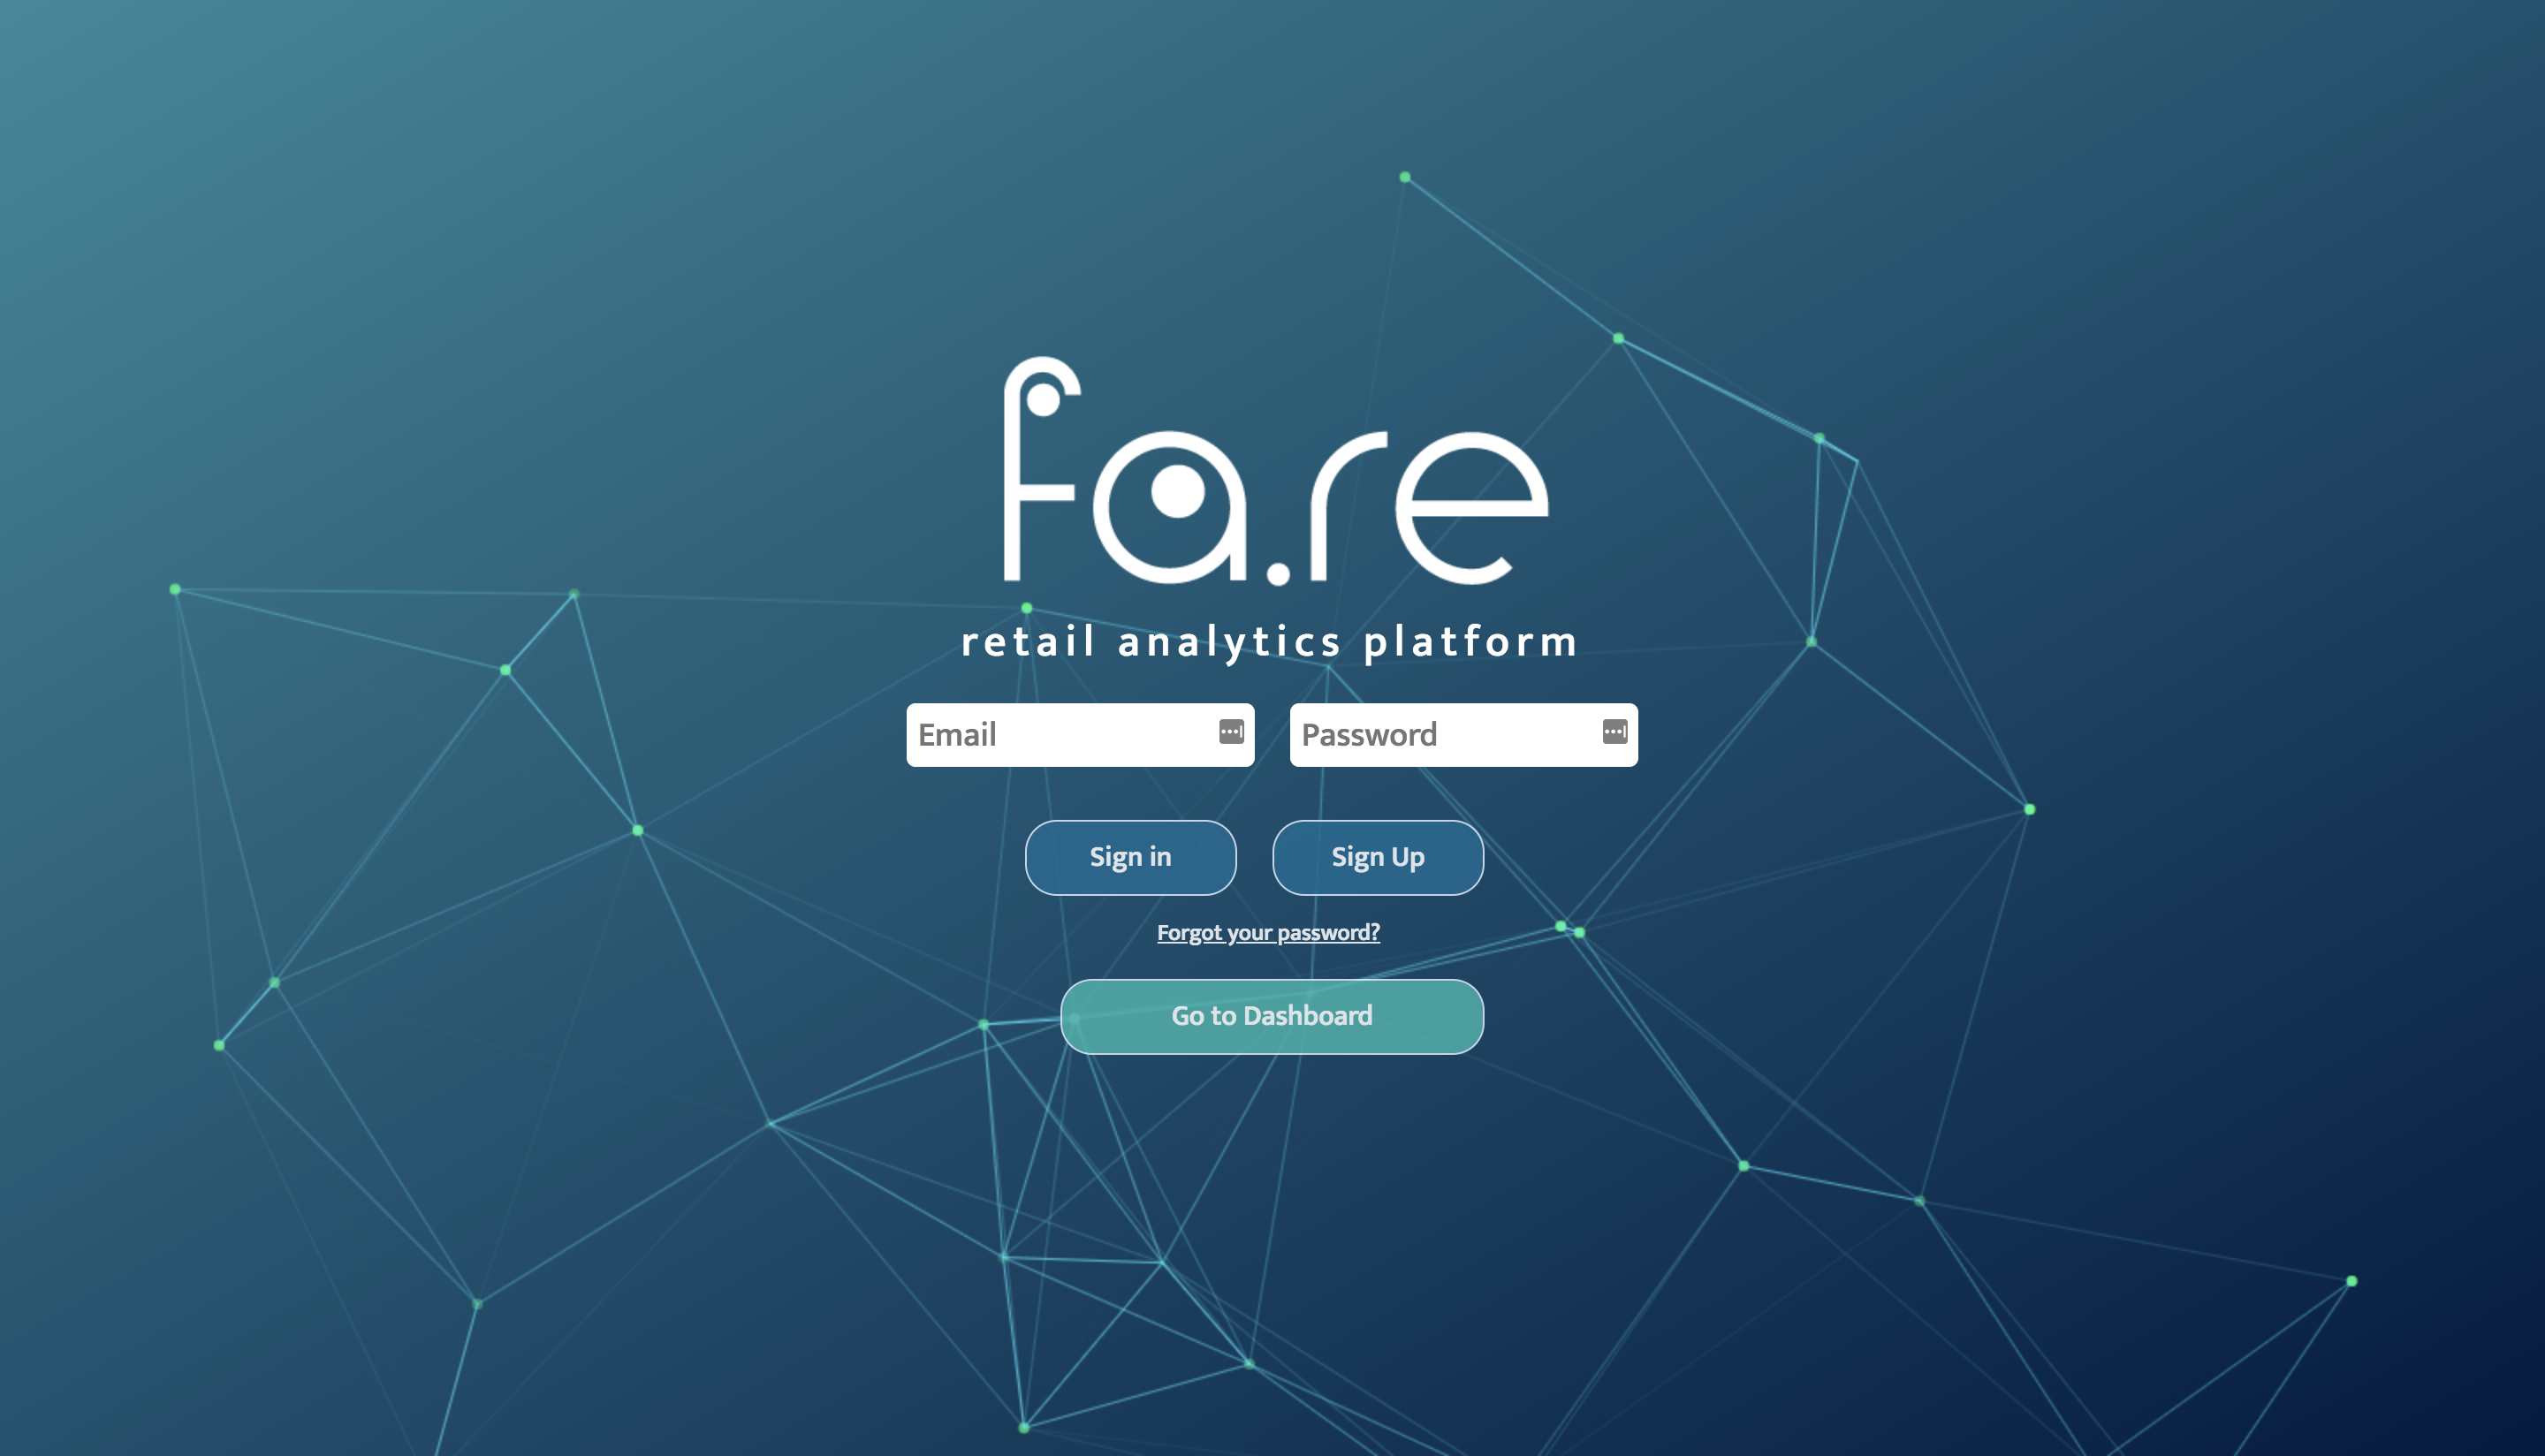 fa.re
retail analytics platform
Email Password
Sign in Sign Up
Forgot your password?
Go to Dashboard